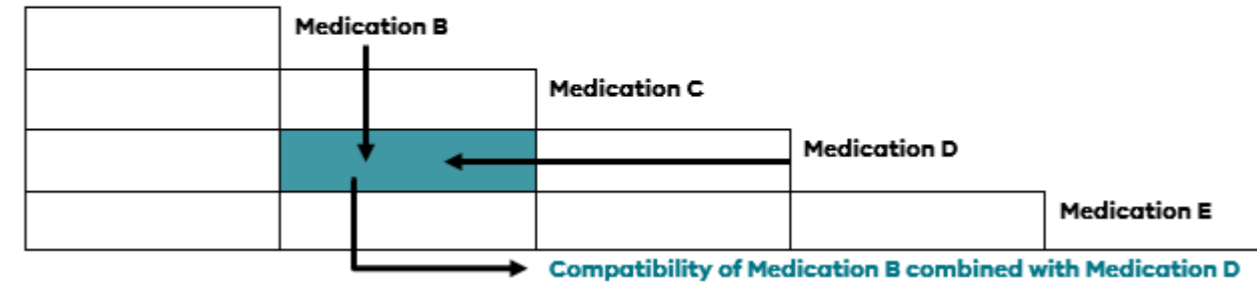 Medication B
Medication C
Medication D
Medication E
Compatibility of Medication B combined with Medication D